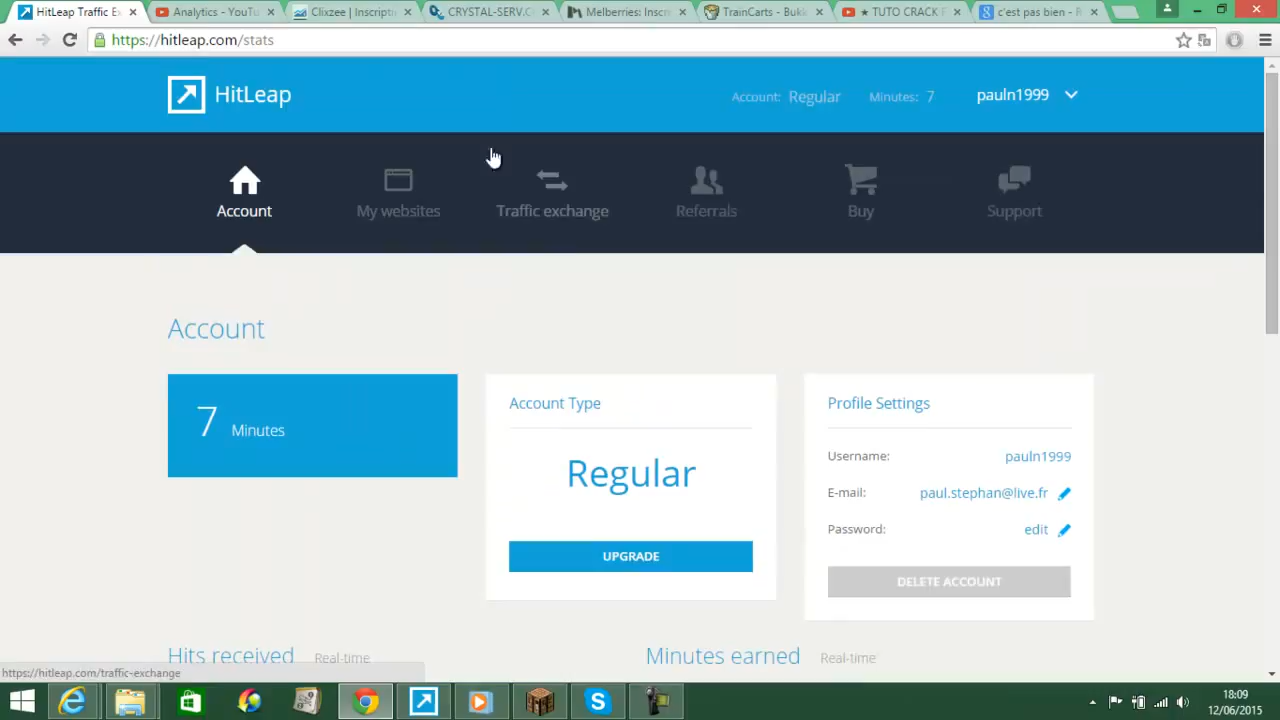 HitLeap Traffic E
Analytics - YouTu
Clixzee | Inscripti
CRYSTAL-SERV.C
Melberries: Inscr
TrainCarts - Bukk
★ TUTO CRACK F
c'est pas bien - R
https://hitleap.com/stats
HitLeap
Account: Regular
Minutes: 7
pauln1999
Account
My websites
Traffic exchange
Referrals
Buy
Support
Account
7 Minutes
Account Type
Regular
UPGRADE
Profile Settings
Username: pauln1999
E-mail: paul.stephan@live.fr
Password: edit
DELETE ACCOUNT
Hits received Real-time
Minutes earned Real-time
https://hitleap.com/traffic-exchange
18:09
12/06/2015